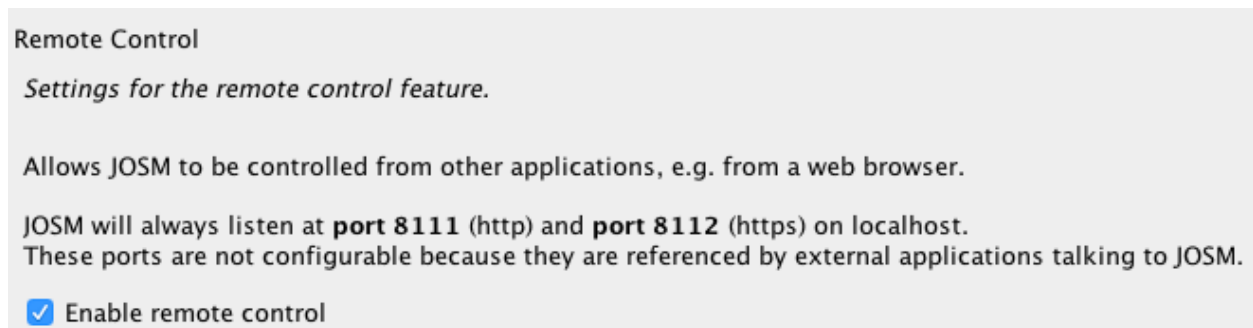 Remote Control
Settings for the remote control feature.
Allows JOSM to be controlled from other applications, e.g. from a web browser.
JOSM will always listen at port 8111 (http) and port 8112 (https) on localhost.
These ports are not configurable because they are referenced by external applications talking to JOSM.
Enable remote control